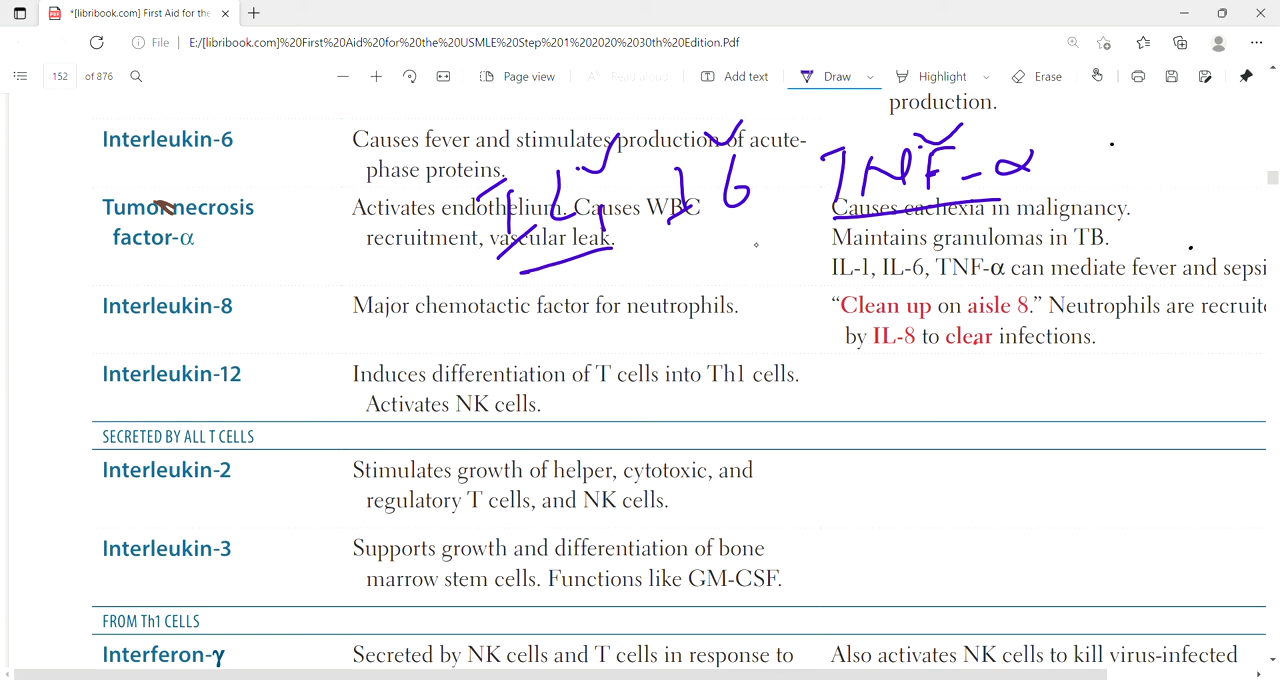 *[libribook.com] First Aid for the
File E:/[libribook.com]%20First%20Aid%20for%20the%20USMLE%20Step%201%202020%2030th%20Edition.Pdf
152 of 876 Page view Read aloud Add text Draw Highlight Erase
production.
Interleukin-6 Causes fever and stimulates production of acute-
phase proteins.
TNF-α
6
Tumor necrosis Activates endothelium. Causes WBC Causes cachexia in malignancy.
factor-α recruitment, vascular leak. Maintains granulomas in TB.
IL-1, IL-6, TNF-α can mediate fever and sepsi
Interleukin-8 Major chemotactic factor for neutrophils. “Clean up on aisle 8.” Neutrophils are recruite
by IL-8 to clear infections.
Interleukin-12 Induces differentiation of T cells into Th1 cells.
Activates NK cells.
SECRETED BY ALL T CELLS
Interleukin-2 Stimulates growth of helper, cytotoxic, and
regulatory T cells, and NK cells.
Interleukin-3 Supports growth and differentiation of bone
marrow stem cells. Functions like GM-CSF.
FROM Th1 CELLS
Interferon-γ Secreted by NK cells and T cells in response to Also activates NK cells to kill virus-infected